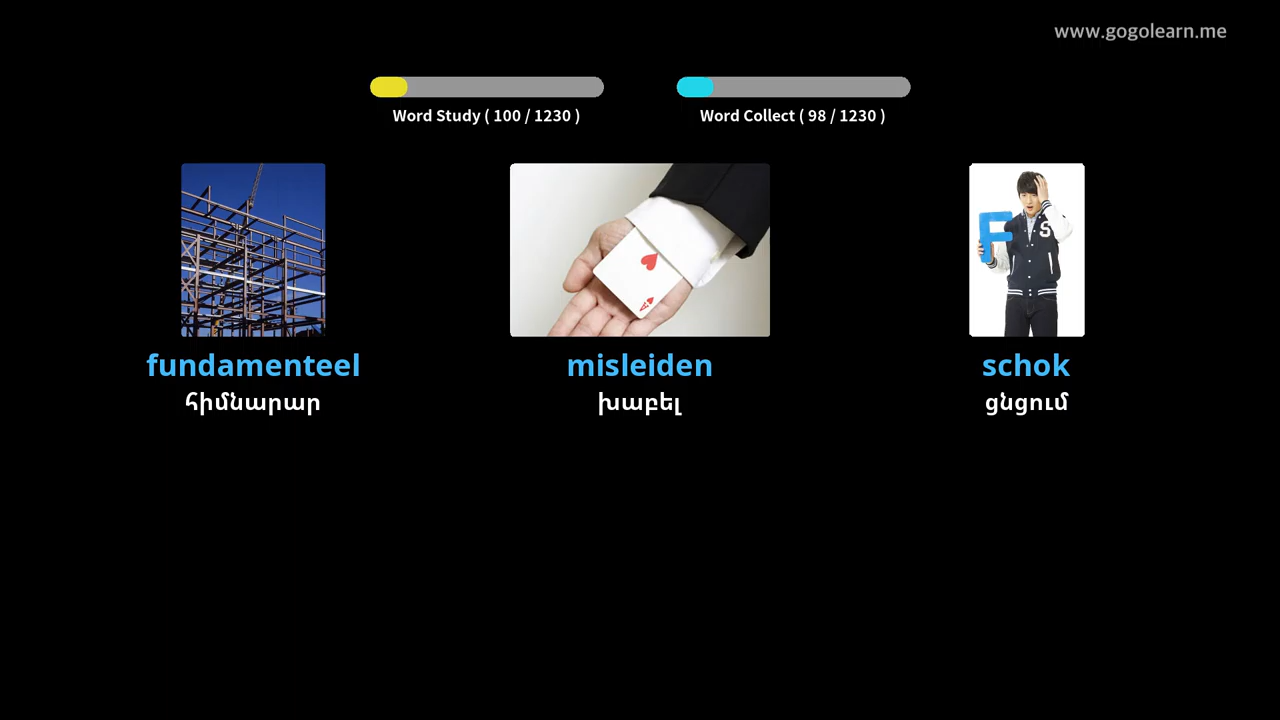 www.gogolearn.me
Word Study ( 100 / 1230 )
Word Collect ( 98 / 1230 )
F
S
A
fundamenteel
misleiden
schok
հիմնարար
խաբել
ցնցում